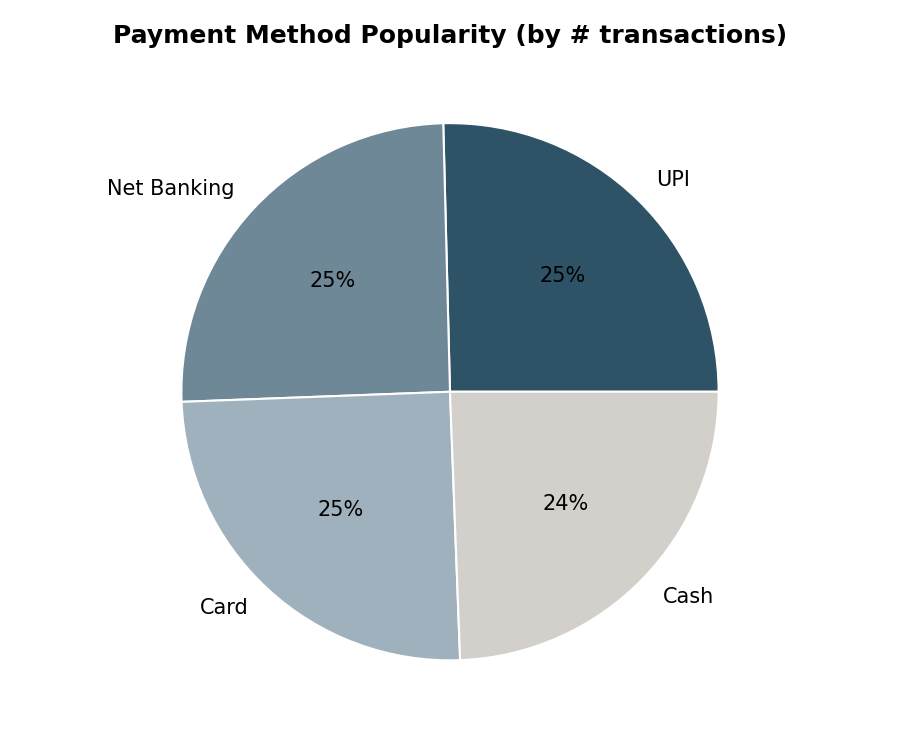 Payment Method Popularity (by # transactions)
UPI
Net Banking
25%
25%
25%
24%
Card
Cash